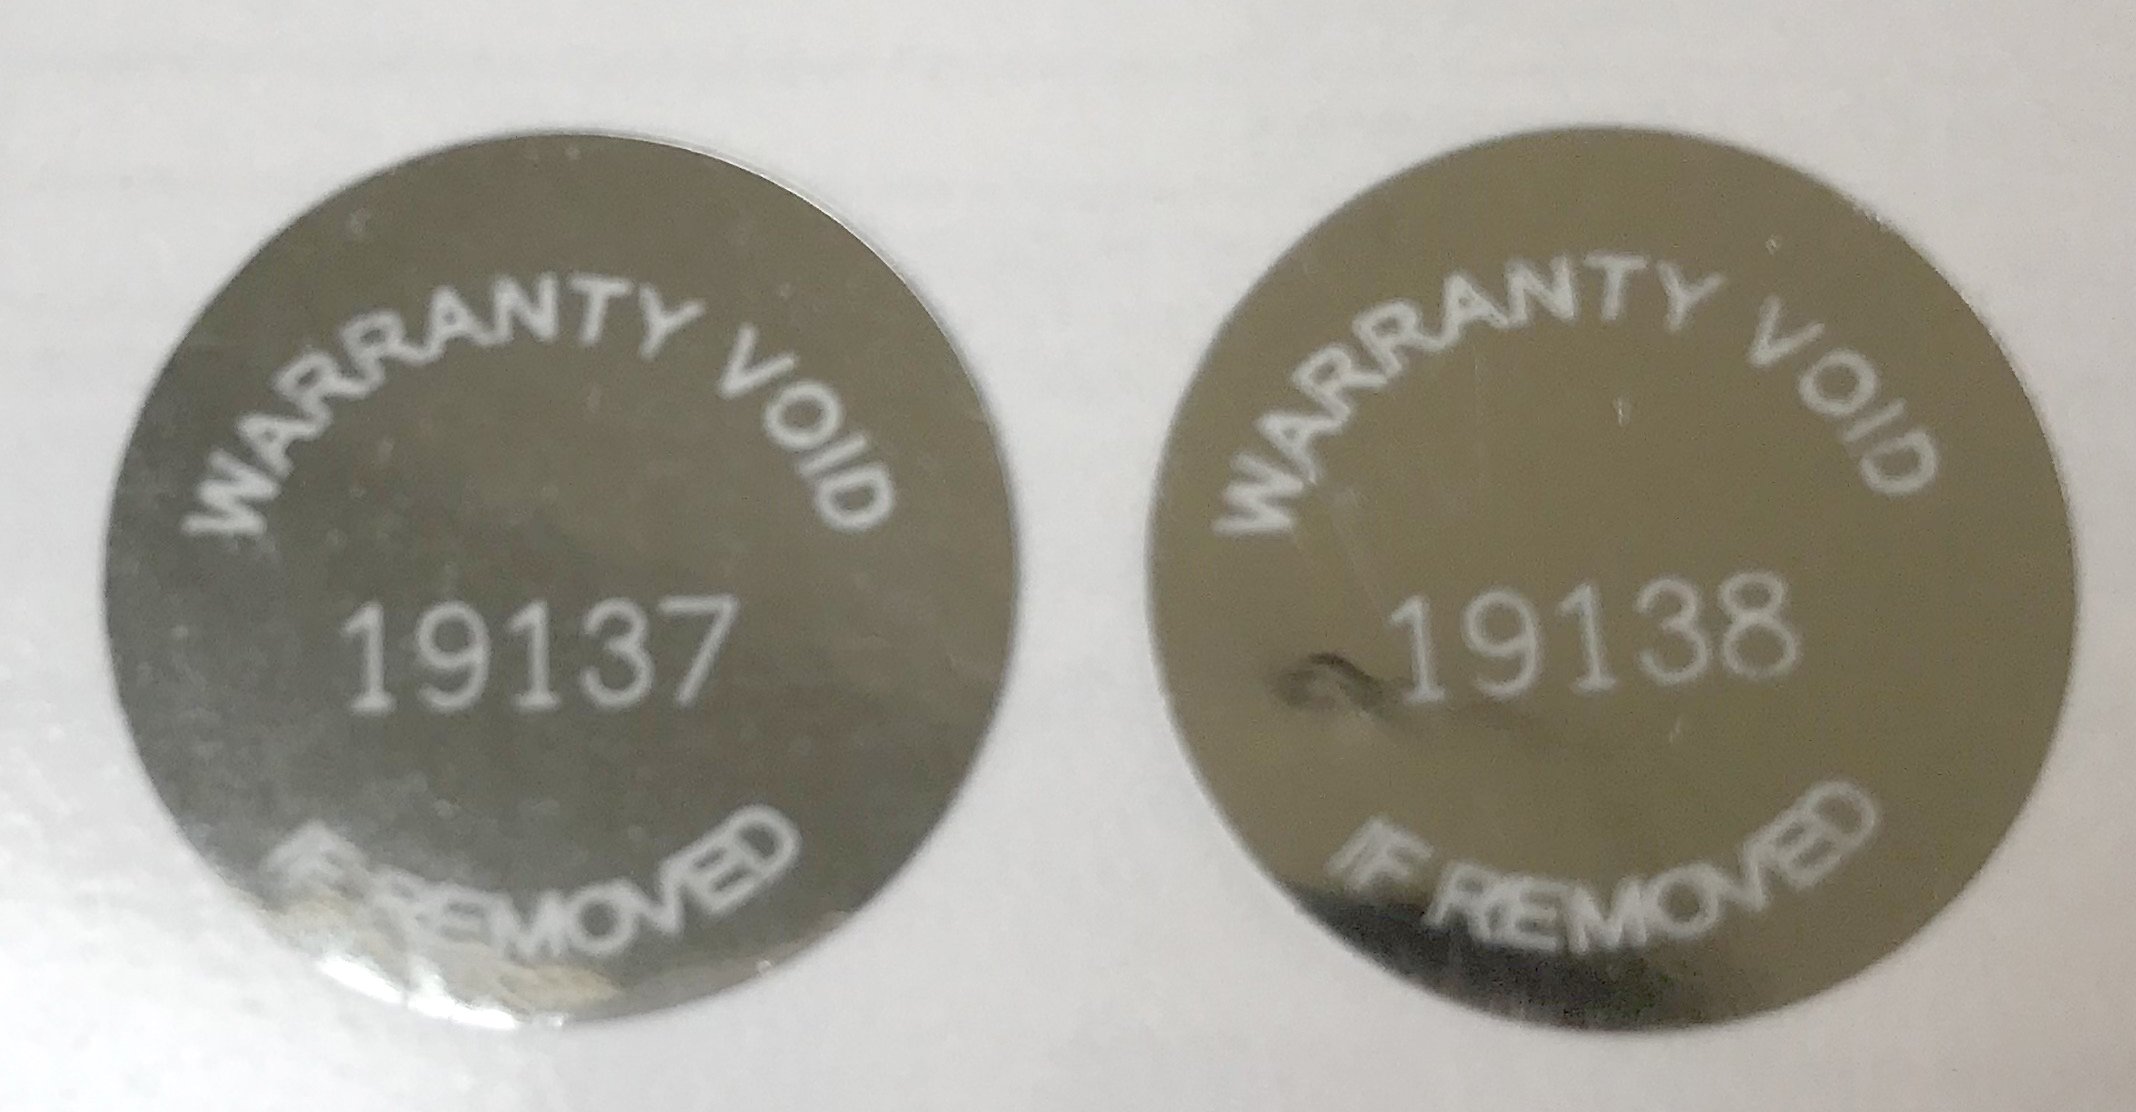 WARRANTY VOID
19137
IF REMOVED
WARRANTY VOID
19138
IF REMOVED